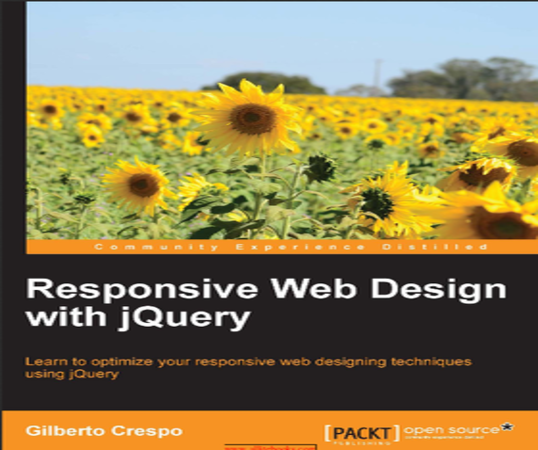 Community Experience Distilled
Responsive Web Design
with jQuery
Learn to optimize your responsive web designing techniques
using jQuery
Gilberto Crespo
[PACKT] open source*
PUBLISHING